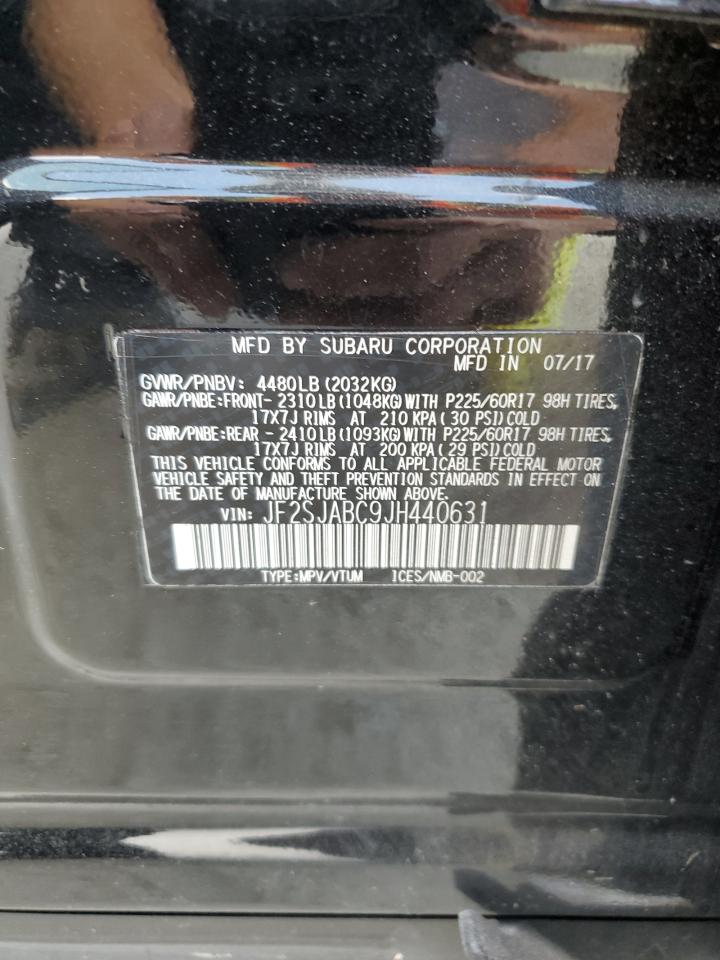 MFD BY SUBARU CORPORATION
MFD IN 07/17
GVWR/PNBV: 4480LB (2032KG)
GAWR/PNBE:FRONT- 2310LB (1048KG) WITH P225/60R17 98H TIRES,
17X7J RIMS AT 210 KPA ( 30 PSI) COLD
GAWR/PNBE:REAR - 2410LB (1093KG) WITH P225/60R17 98H TIRES,
17X7J RIMS AT 200 KPA ( 29 PSI) COLD
THIS VEHICLE CONFORMS TO ALL APPLICABLE FEDERAL MOTOR
VEHICLE SAFETY AND THEFT PREVENTION STANDARDS IN EFFECT ON
THE DATE OF MANUFACTURE SHOWN ABOVE.
VIN: JF2SJABC9JH440631
TYPE:MPV/VTUM ICES/NMB-002